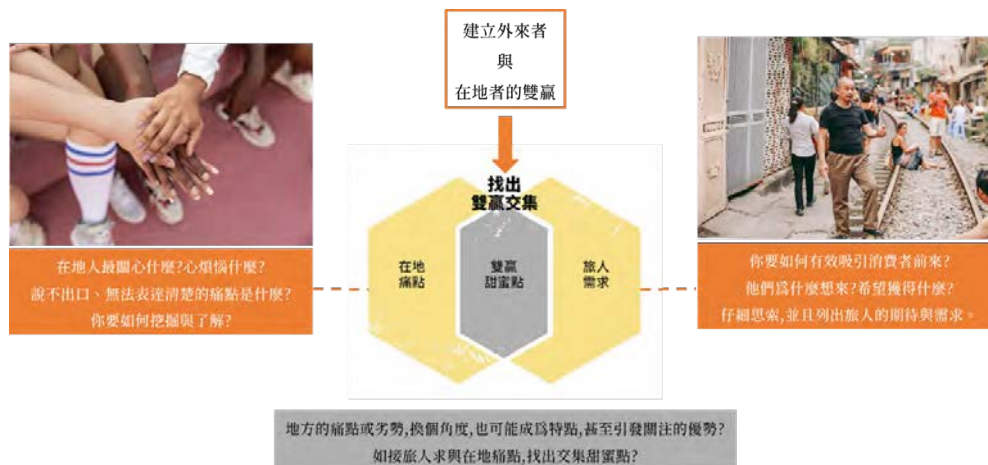 建立外來者
與
在地者的雙贏
找出
雙贏交集
在地
痛點
雙贏
甜蜜點
旅人
需求
在地人最關心什麼?心煩惱什麼?
說不出口、無法表達清楚的痛點是什麼?
你要如何挖掘與了解?
你要如何有效吸引消費者前來?
他們爲什麼想來?希望獲得什麼?
仔細思索,並且列出旅人的期待與需求。
地方的痛點或劣勢,換個角度,也可能成爲特點,甚至引發關注的優勢?
如接旅人求與在地痛點,找出交集甜蜜點?